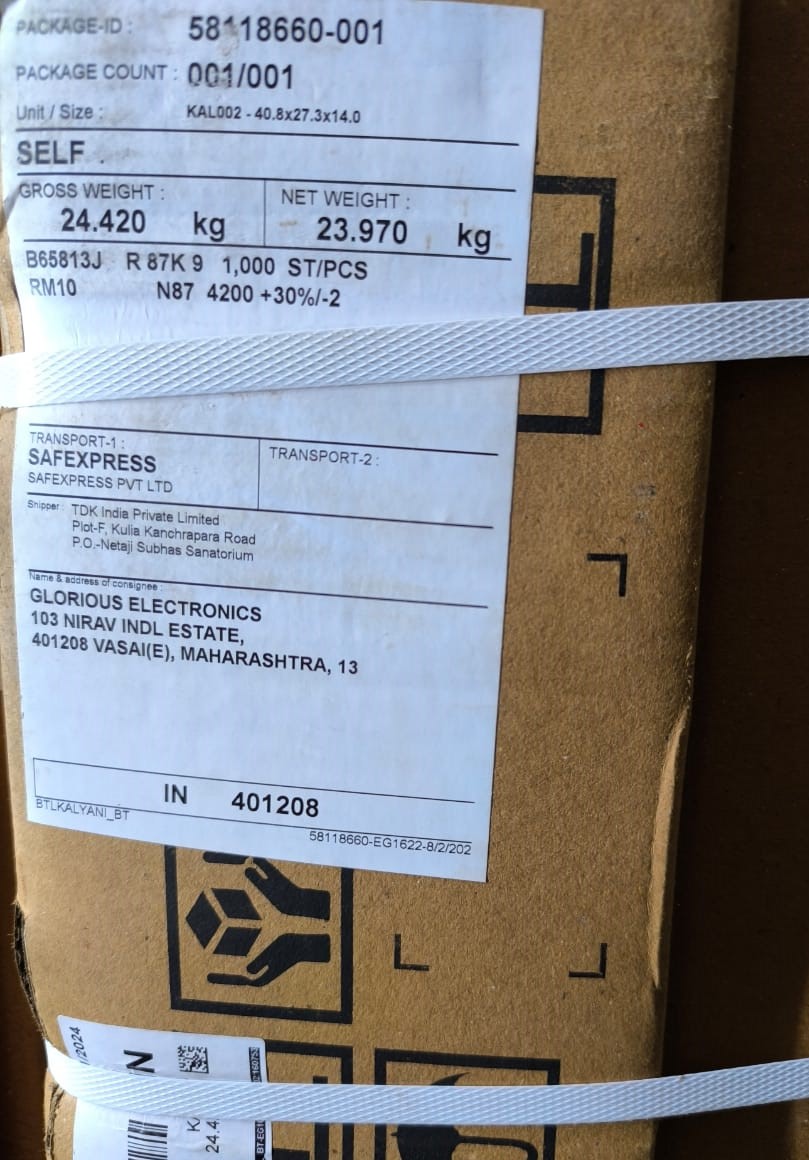 PACKAGE-ID : 58118660-001
PACKAGE COUNT : 001/001
Unit / Size : KAL002 - 40.8x27.3x14.0
SELF
GROSS WEIGHT : NET WEIGHT :
24.420 kg 23.970 kg
B65813J R 87K 9 1,000 ST/PCS
RM10 N87 4200 +30%/-2
TRANSPORT-1 : TRANSPORT-2 :
SAFEXPRESS
SAFEXPRESS PVT LTD
Shipper : TDK India Private Limited
Plot-F, Kulia Kanchrapara Road
P.O.-Netaji Subhas Sanatorium
Name & address of consignee :
GLORIOUS ELECTRONICS
103 NIRAV INDL ESTATE,
401208 VASAI(E), MAHARASHTRA, 13
IN 401208
BTLKALYANI_BT
58118660-EG1622-8/2/202
/2024
24.4